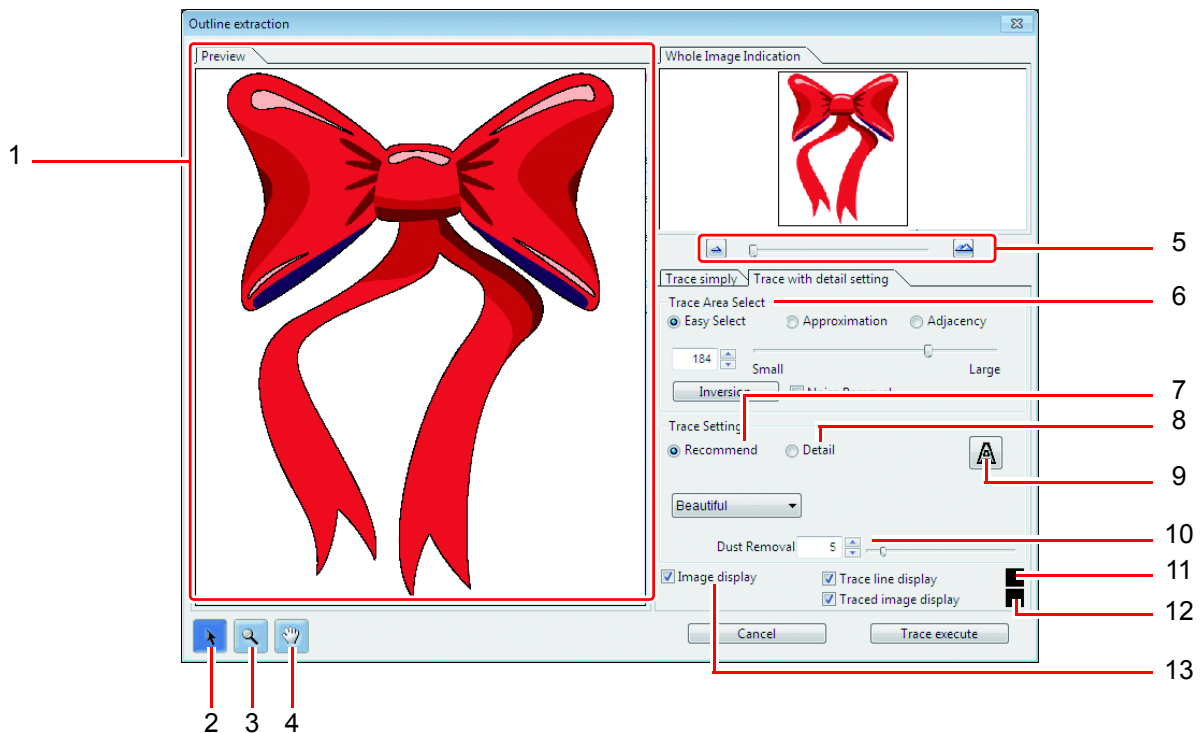 Outline extraction
Preview
Whole Image Indication
1
5
Trace simply Trace with detail setting
6
Trace Area Select
Easy Select Approximation Adjacency
184
Small Large
Inversion Noise Removal
7
8
Trace Setting
Recommend Detail
9
Beautiful
10
Dust Removal 5
Image display Trace line display
11
Traced image display
12
Cancel Trace execute
13
2 3 4